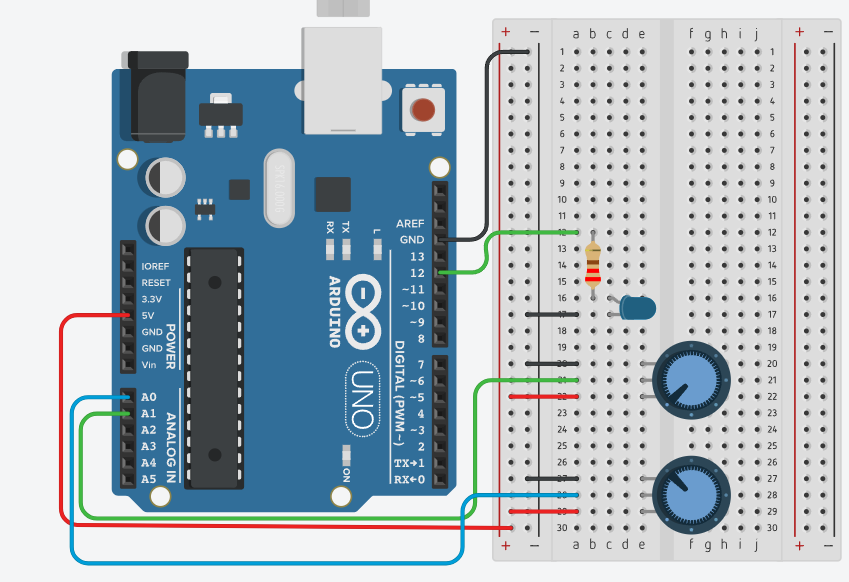 + − a b c d e f g h i j + −
1 1
2 2
3 3
4 4
5 5
6 6
7 7
8 8
9 9
10 10
11 11
12 12
13 13
14 14
15 15
16 16
17 17
18 18
19 19
20 20
21 21
22 22
23 23
24 24
25 25
26 26
27 27
28 28
29 29
30 30
+ − a b c d e f g h i j + −
AREF
GND
13
12
~11
~10
~9
8
7
~6
~5
4
~3
2
TX→1
RX←0
DIGITAL (PWM~)
RX
TX
L
ARDUINO
UNO
ON
IOREF
RESET
3.3V
5V
GND
GND
Vin
POWER
A0
A1
A2
A3
A4
A5
ANALOG IN